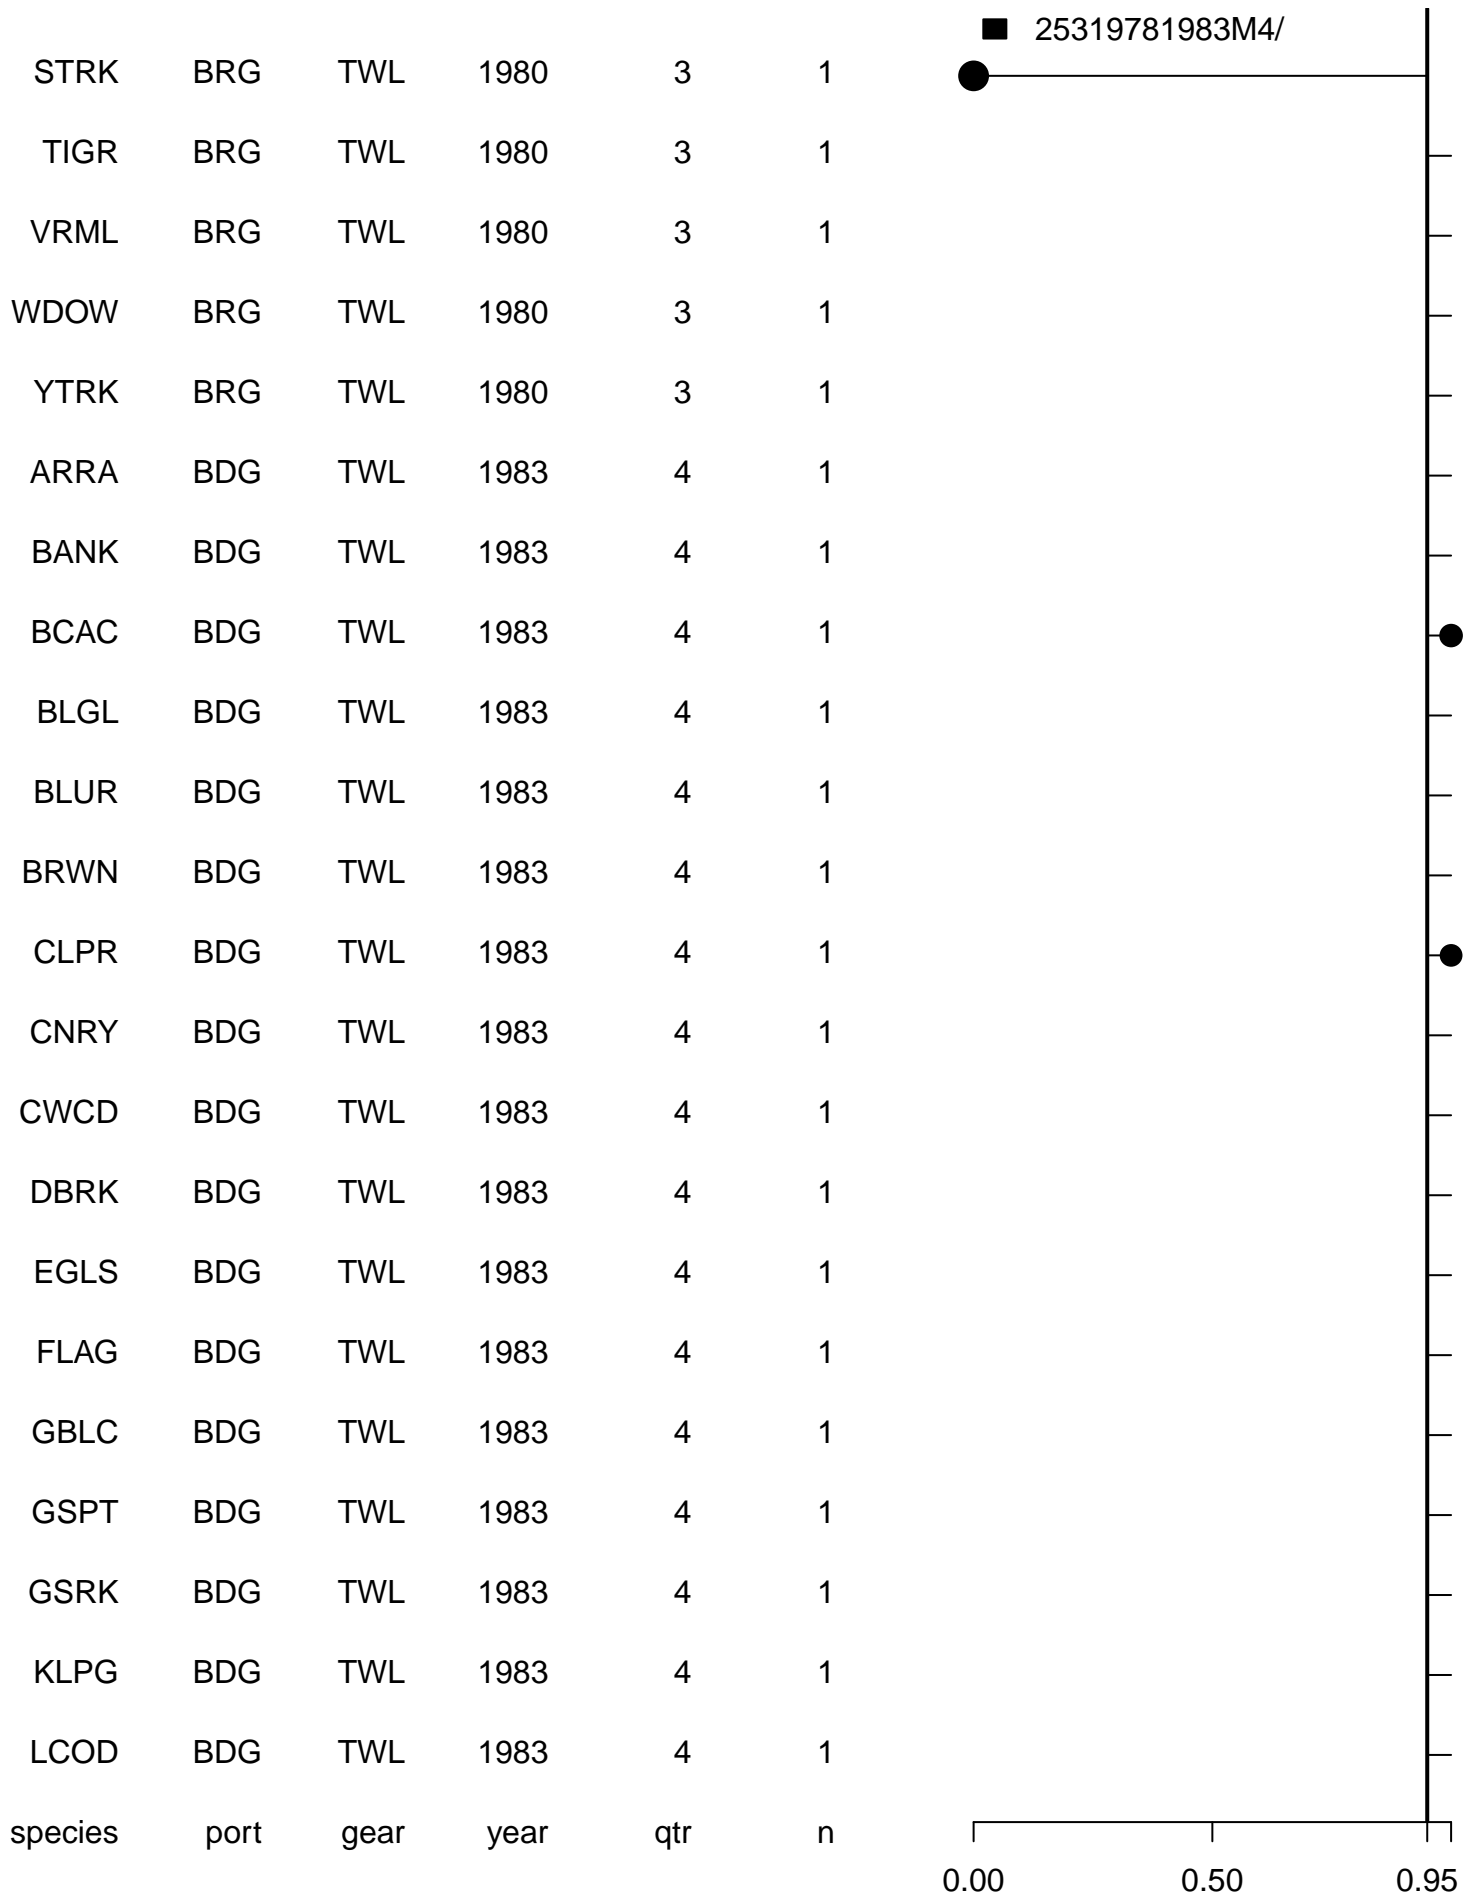 25319781983M4/
STRK BRG TWL 1980 3 1
TIGR BRG TWL 1980 3 1
VRML BRG TWL 1980 3 1
WDOW BRG TWL 1980 3 1
YTRK BRG TWL 1980 3 1
ARRA BDG TWL 1983 4 1
BANK BDG TWL 1983 4 1
BCAC BDG TWL 1983 4 1
BLGL BDG TWL 1983 4 1
BLUR BDG TWL 1983 4 1
BRWN BDG TWL 1983 4 1
CLPR BDG TWL 1983 4 1
CNRY BDG TWL 1983 4 1
CWCD BDG TWL 1983 4 1
DBRK BDG TWL 1983 4 1
EGLS BDG TWL 1983 4 1
FLAG BDG TWL 1983 4 1
GBLC BDG TWL 1983 4 1
GSPT BDG TWL 1983 4 1
GSRK BDG TWL 1983 4 1
KLPG BDG TWL 1983 4 1
LCOD BDG TWL 1983 4 1
species port gear year qtr n
0.00 0.50 0.95